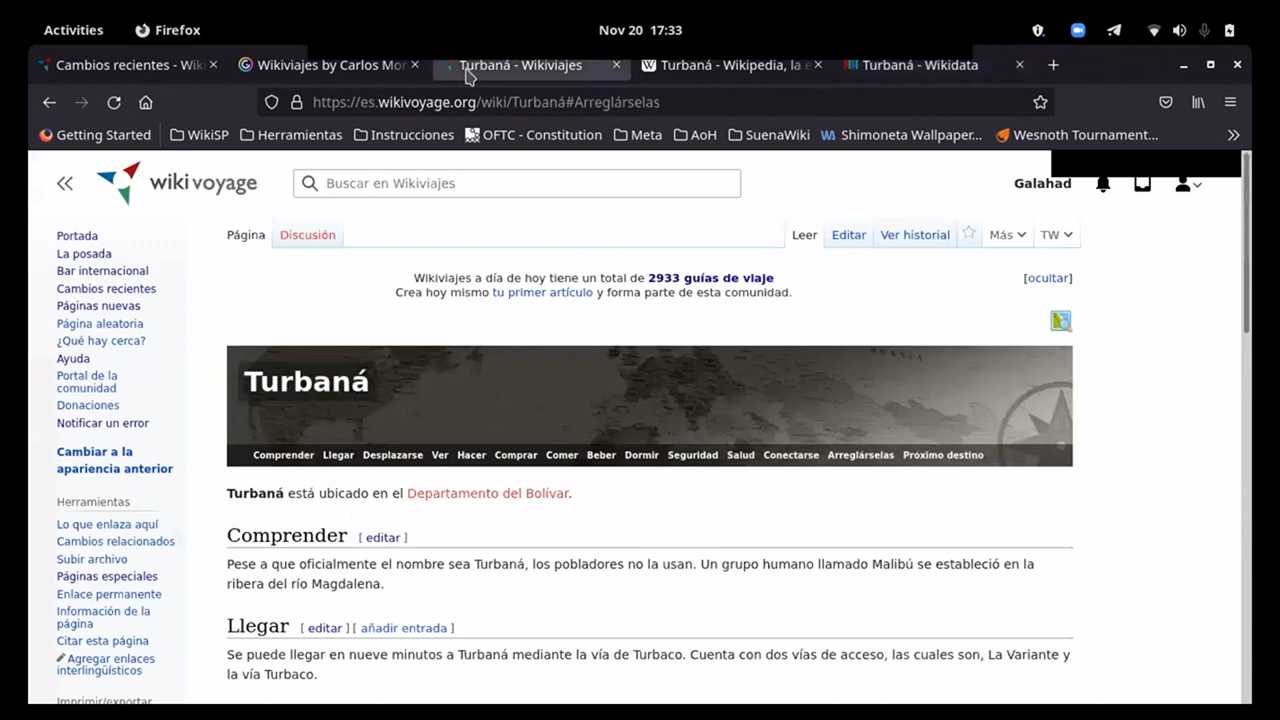 Activities Firefox Nov 20 17:33
Cambios recientes - Wiki Wikiviajes by Carlos Mor Turbaná - Wikiviajes Turbaná - Wikipedia, la e Turbaná - Wikidata
https://es.wikivoyage.org/wiki/Turbaná#Arreglárselas
Getting Started WikiSP Herramientas Instrucciones OFTC - Constitution Meta AoH SuenaWiki Shimoneta Wallpaper... Wesnoth Tournament...
wikivoyage Buscar en Wikiviajes Galahad
Portada
La posada
Bar internacional
Cambios recientes
Páginas nuevas
Página aleatoria
¿Qué hay cerca?
Ayuda
Portal de la
comunidad
Donaciones
Notificar un error
Cambiar a la
apariencia anterior
Herramientas
Lo que enlaza aquí
Cambios relacionados
Subir archivo
Páginas especiales
Enlace permanente
Información de la
página
Citar esta página
Agregar enlaces
interlingüísticos
Imprimir/exportar
Página Discusión Leer Editar Ver historial Más TW
Wikiviajes a día de hoy tiene un total de 2933 guías de viaje [ocultar]
Crea hoy mismo tu primer artículo y forma parte de esta comunidad.
Turbaná
Comprender Llegar Desplazarse Ver Hacer Comprar Comer Beber Dormir Seguridad Salud Conectarse Arreglárselas Próximo destino
Turbaná está ubicado en el Departamento del Bolívar.
Comprender [ editar ]
Pese a que oficialmente el nombre sea Turbaná, los pobladores no la usan. Un grupo humano llamado Malibú se estableció en la
ribera del río Magdalena.
Llegar [ editar ][ añadir entrada ]
Se puede llegar en nueve minutos a Turbaná mediante la vía de Turbaco. Cuenta con dos vías de acceso, las cuales son, La Variante y
la vía Turbaco.